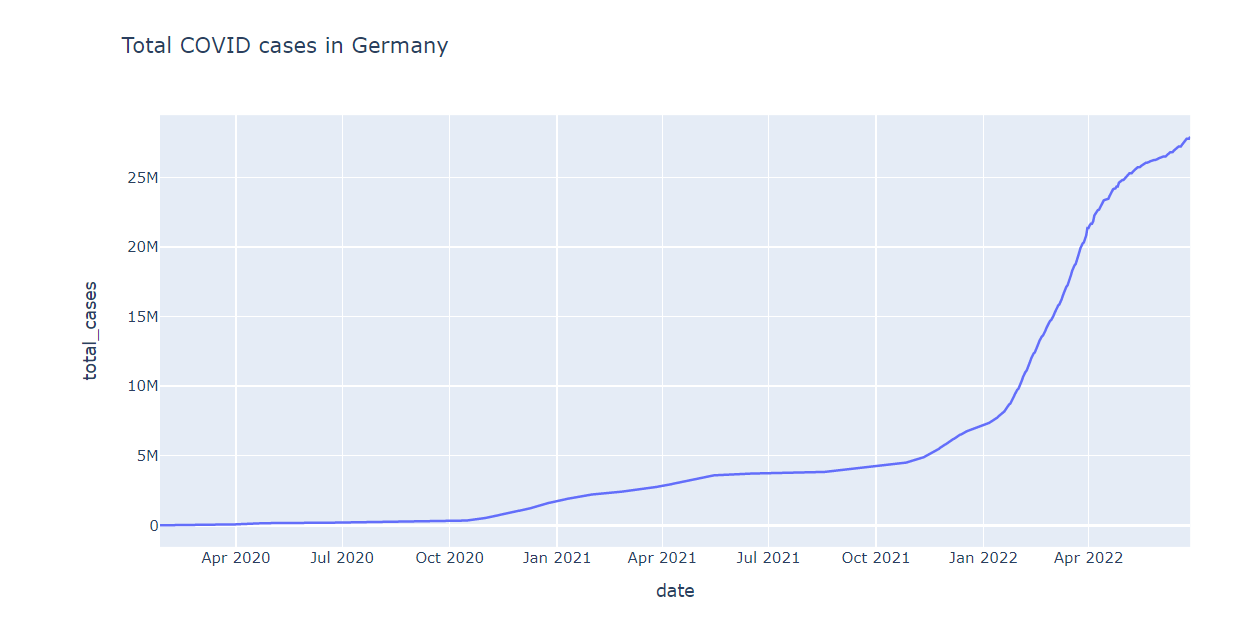 Total COVID cases in Germany
total_cases
25M
20M
15M
10M
5M
0
Apr 2020 Jul 2020 Oct 2020 Jan 2021 Apr 2021 Jul 2021 Oct 2021 Jan 2022 Apr 2022
date